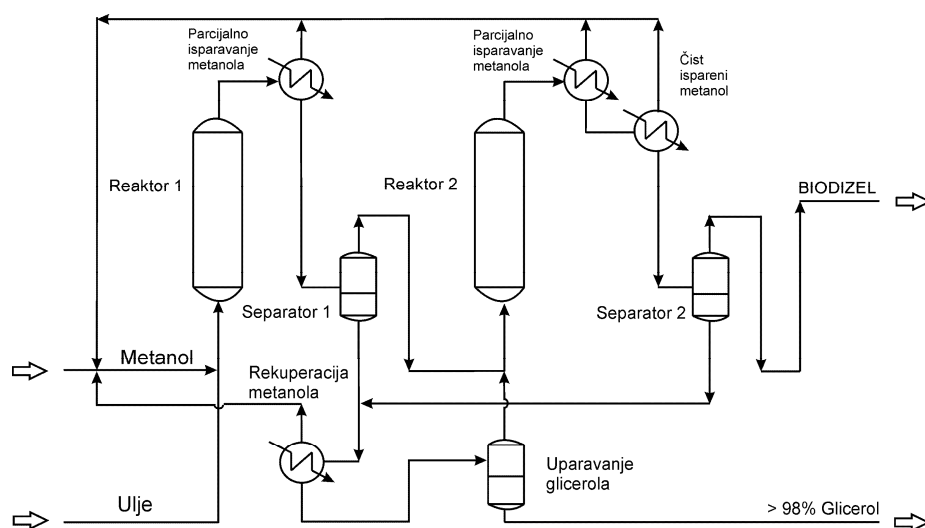 Parcijalno
isparavanje
metanola
Parcijalno
isparavanje
metanola
Čist
ispareni
metanol
Reaktor 1
Reaktor 2
BIODIZEL
Separator 1
Separator 2
Metanol
Rekuperacija
metanola
Uparavanje
glicerola
Ulje
> 98% Glicerol